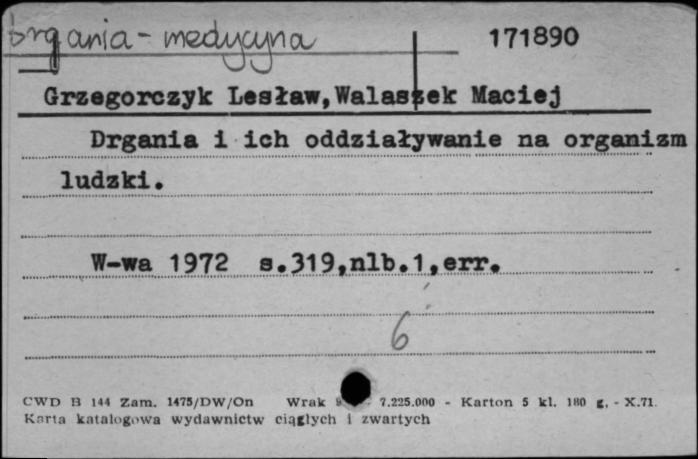 Drgania - medycyna 171890
Grzegorczyk Lesław,Walaszek Maciej
Drgania i ich oddziaływanie na organizm
ludzki.
W-wa 1972 s.319,nlb.1,err.
6
CWD B 144 Zam. 1475/DW/On Wrak 7.225.000 - Karton 5 kl. 180 g. - X.71.
Karta katalogowa wydawnictw ciągłych i zwartych